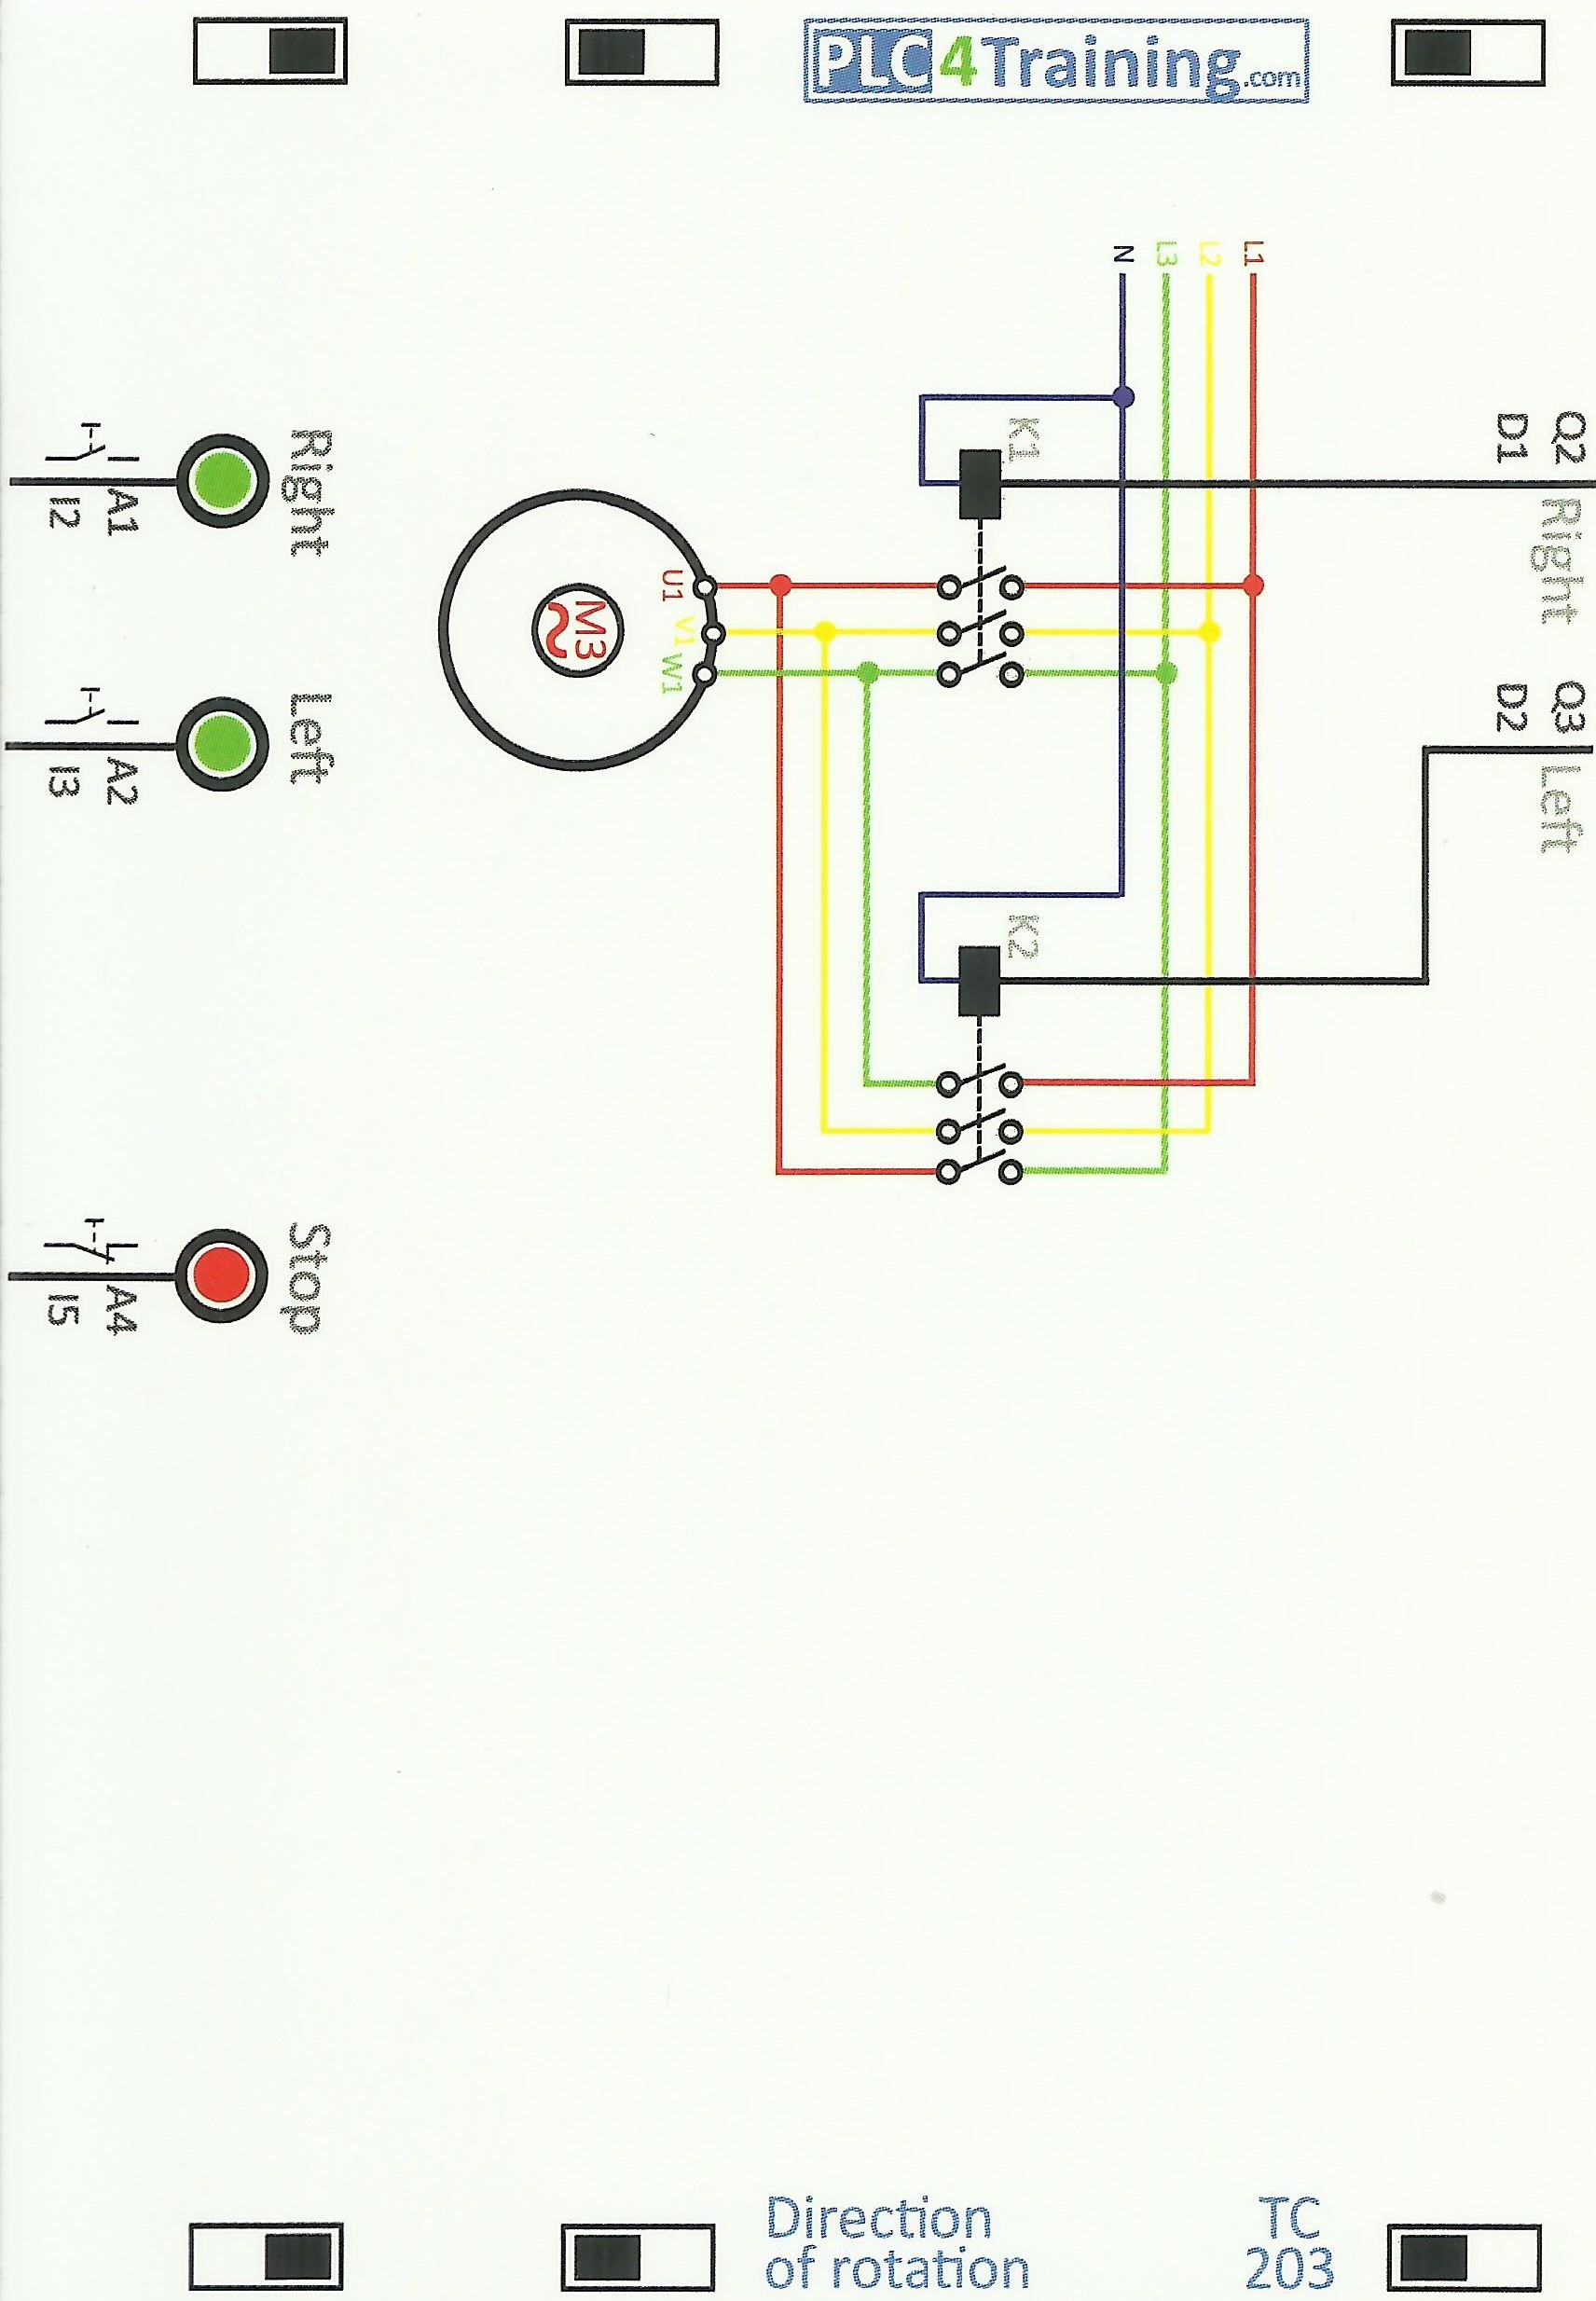 Q2 Right Q3 Left
D1 D2
L1
L2
L3
N
K1 K2
U1 V1 W1
M3
Right Left Stop
A1 A2 A4
I2 I3 I5
PLC4Training.com
TC
203
Direction
of rotation